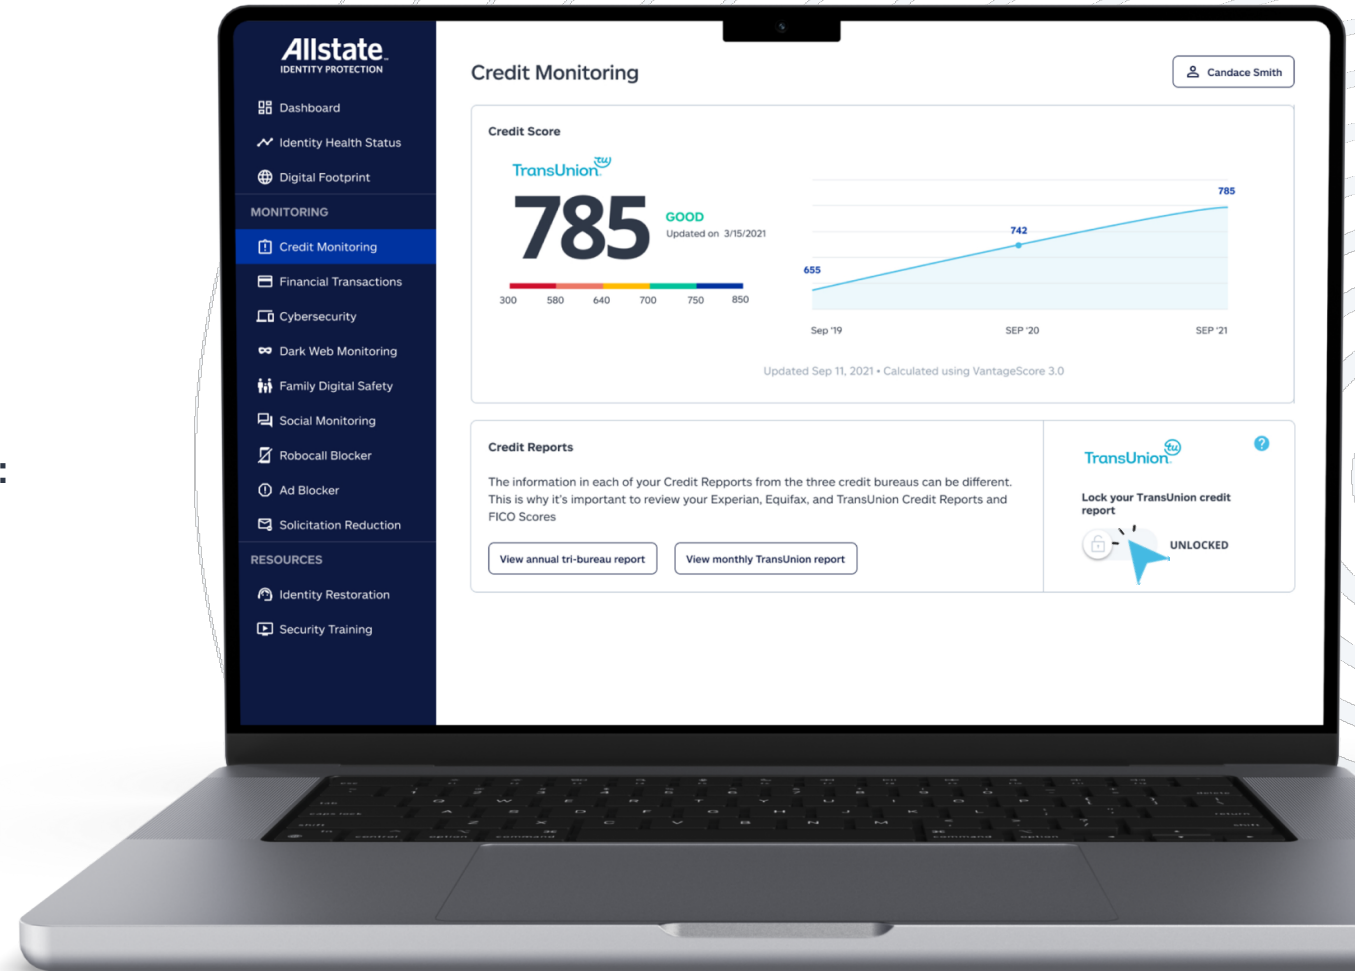 :
Allstate
IDENTITY PROTECTION
Dashboard
Identity Health Status
Digital Footprint
MONITORING
Credit Monitoring
Financial Transactions
Cybersecurity
Dark Web Monitoring
Family Digital Safety
Social Monitoring
Robocall Blocker
Ad Blocker
Solicitation Reduction
RESOURCES
Identity Restoration
Security Training
Credit Monitoring
Candace Smith
Credit Score
TransUnion tu
785
GOOD
Updated on 3/15/2021
300 580 640 700 750 850
655
742
785
Sep '19 SEP '20 SEP '21
Updated Sep 11, 2021 • Calculated using VantageScore 3.0
Credit Reports
The information in each of your Credit Repports from the three credit bureaus can be different.
This is why it's important to review your Experian, Equifax, and TransUnion Credit Reports and
FICO Scores
View annual tri-bureau report
View monthly TransUnion report
TransUnion tu
?
Lock your TransUnion credit
report
UNLOCKED